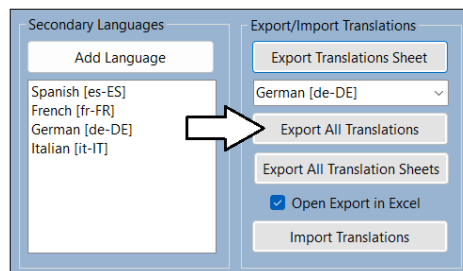 Secondary Languages
Add Language
Spanish [es-ES]
French [fr-FR]
German [de-DE]
Italian [it-IT]
Export/Import Translations
Export Translations Sheet
German [de-DE]
Export All Translations
Export All Translation Sheets
Open Export in Excel
Import Translations